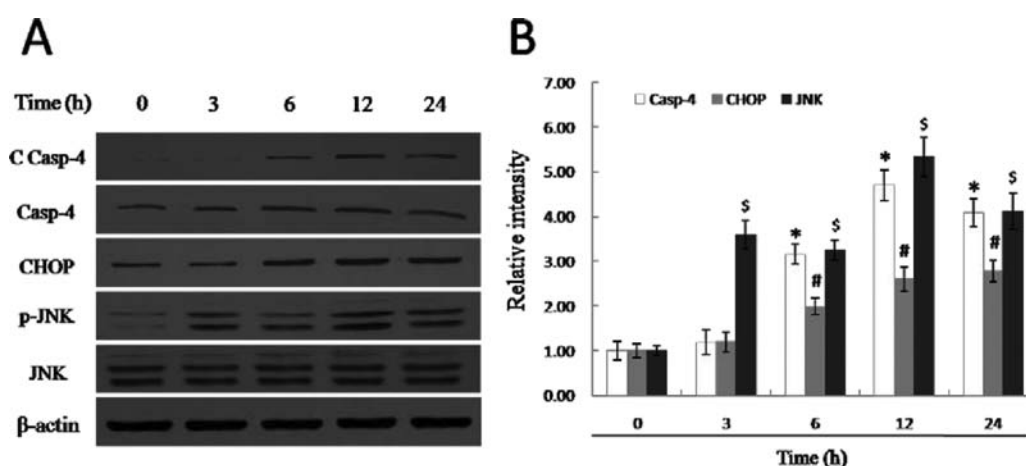 A
Time (h) 0 3 6 12 24
C Casp-4
Casp-4
CHOP
p-JNK
JNK
β-actin
B
7.00
Casp-4 CHOP JNK
6.00
5.00
4.00
3.00
2.00
1.00
0.00
Relative intensity
$ * $ # * $ # * $ #
0 3 6 12 24
Time (h)